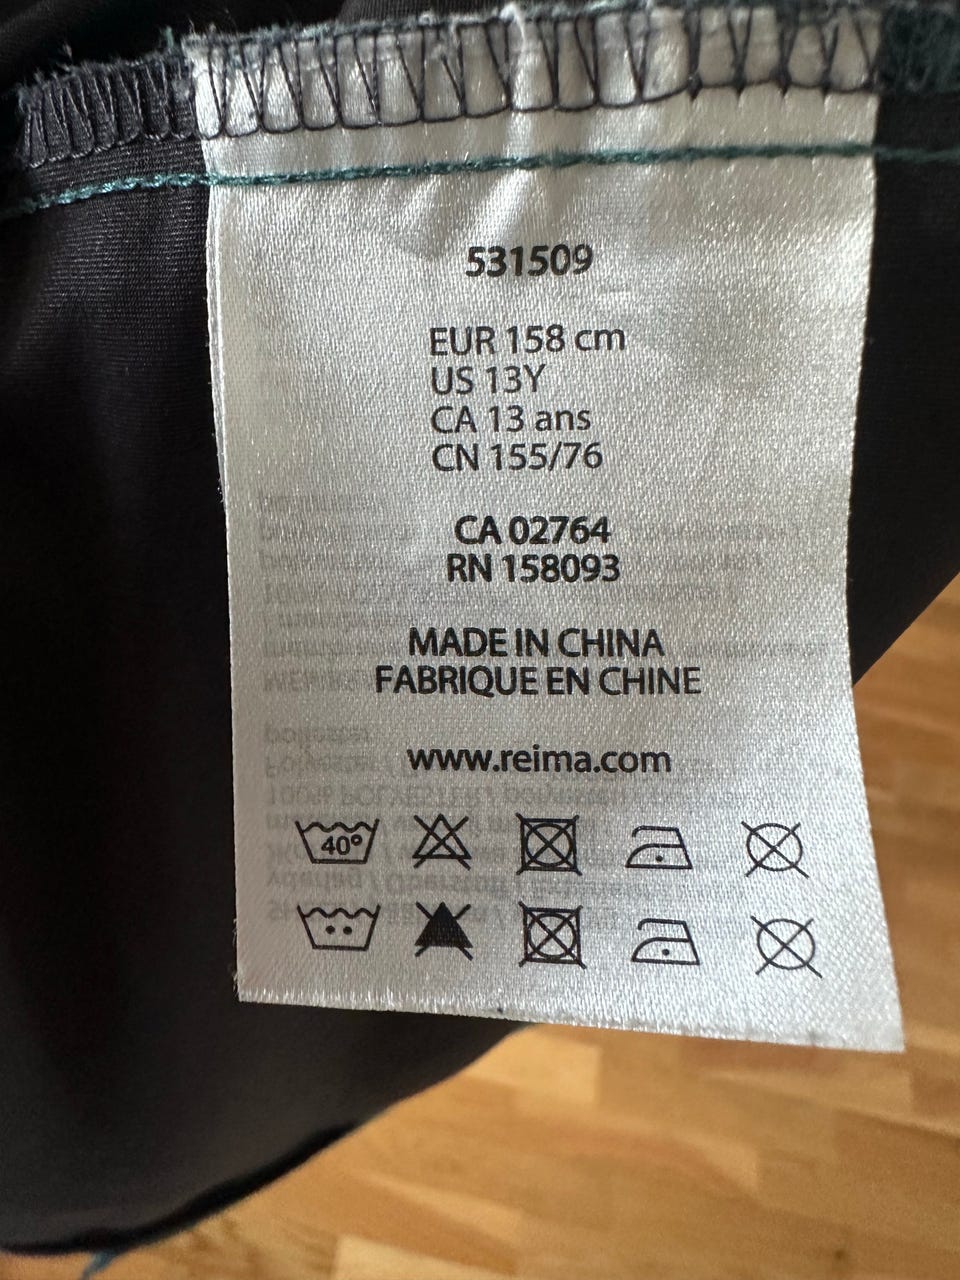 531509
EUR 158 cm
US 13Y
CA 13 ans
CN 155/76
CA 02764
RN 158093
MADE IN CHINA
FABRIQUE EN CHINE
www.reima.com
40°